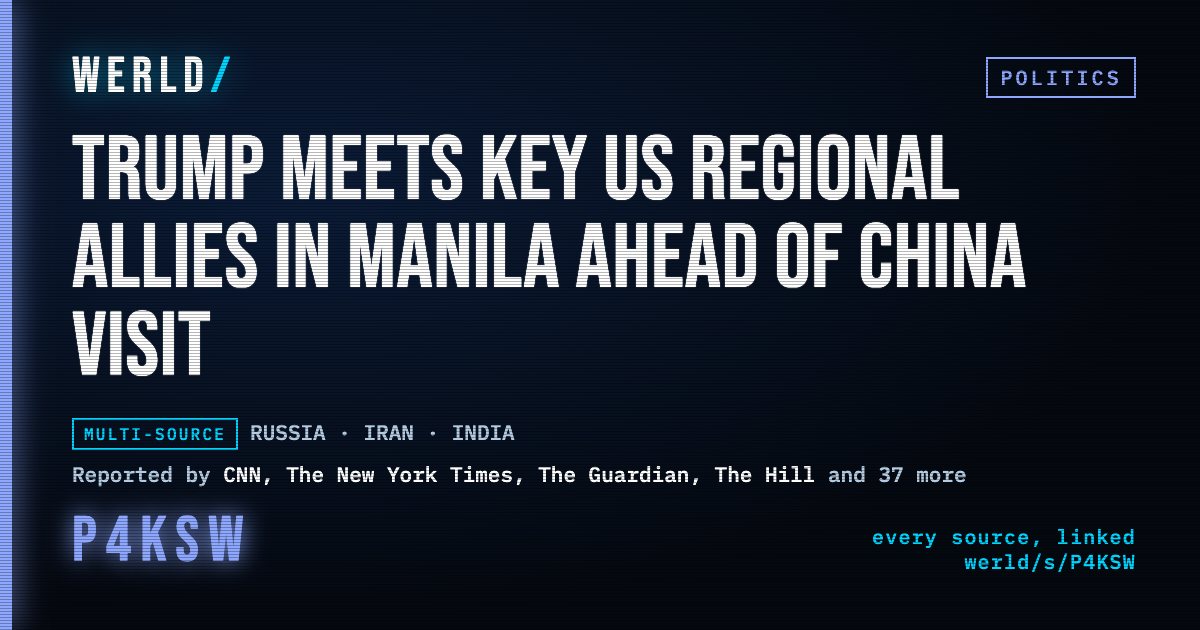 WERLD/
POLITICS
TRUMP MEETS KEY US REGIONAL
ALLIES IN MANILA AHEAD OF CHINA
VISIT
MULTI-SOURCE RUSSIA · IRAN · INDIA
Reported by CNN, The New York Times, The Guardian, The Hill and 37 more
P4KSW
every source, linked
werld/s/P4KSW